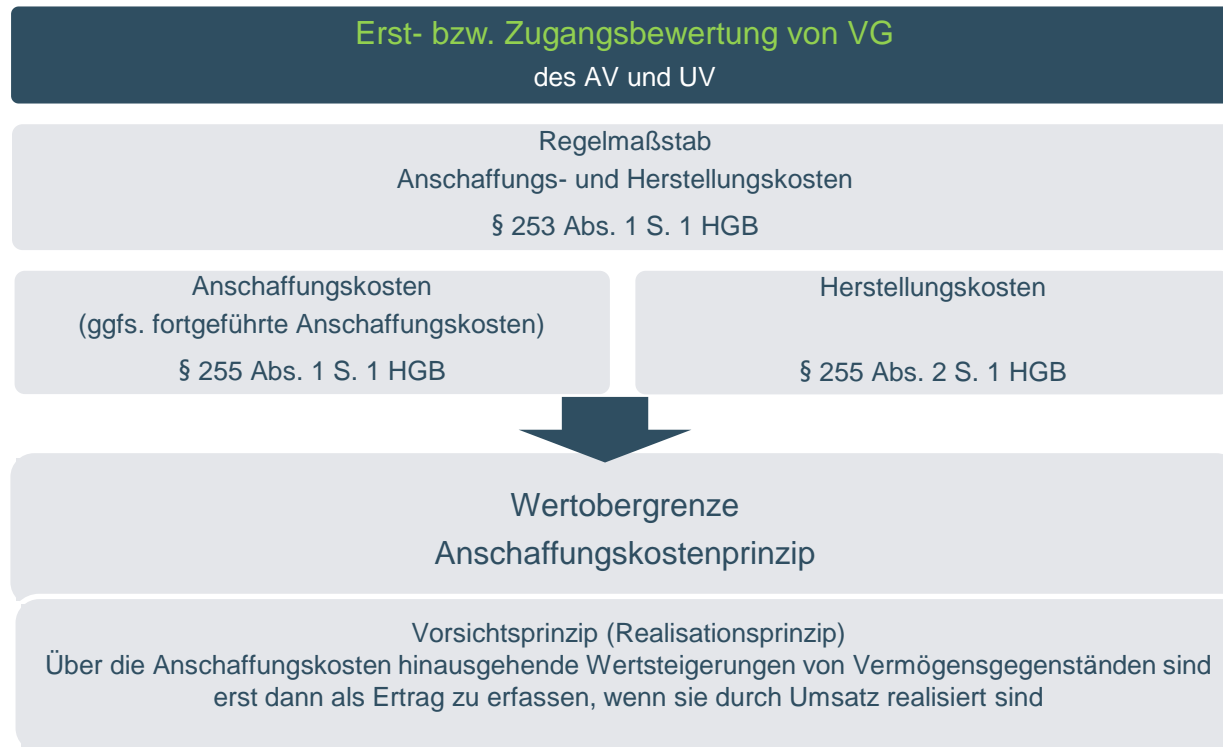 Erst- bzw. Zugangsbewertung von VG
des AV und UV
Regelmaßstab
Anschaffungs- und Herstellungskosten
§ 253 Abs. 1 S. 1 HGB
Anschaffungskosten
(ggfs. fortgeführte Anschaffungskosten)
§ 255 Abs. 1 S. 1 HGB
Herstellungskosten
§ 255 Abs. 2 S. 1 HGB
Wertobergrenze
Anschaffungskostenprinzip
Vorsichtsprinzip (Realisationsprinzip)
Über die Anschaffungskosten hinausgehende Wertsteigerungen von Vermögensgegenständen sind
erst dann als Ertrag zu erfassen, wenn sie durch Umsatz realisiert sind